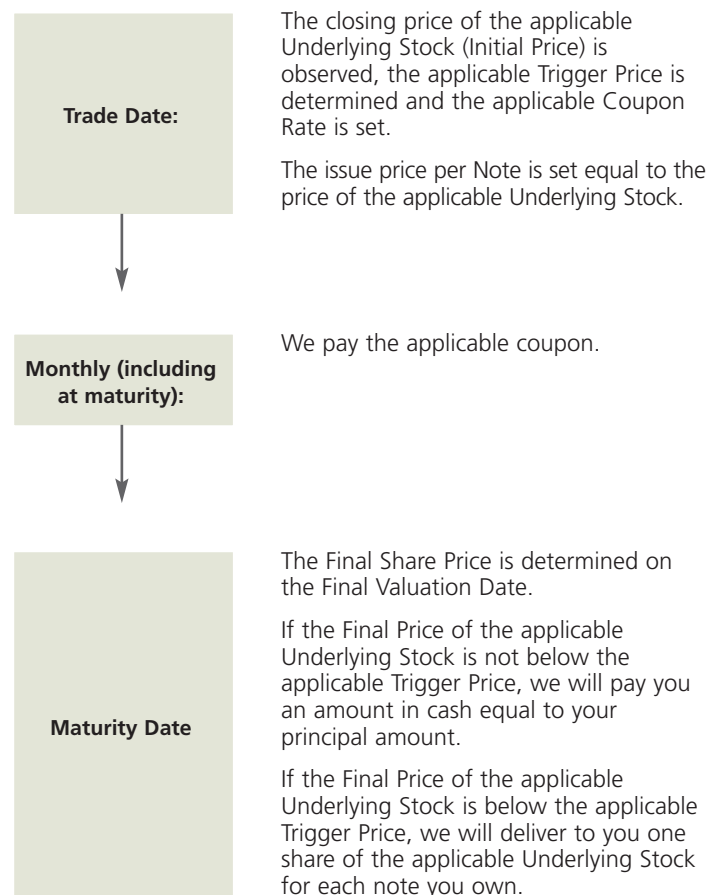 Trade Date:
The closing price of the applicable
Underlying Stock (Initial Price) is
observed, the applicable Trigger Price is
determined and the applicable Coupon
Rate is set.
The issue price per Note is set equal to the
price of the applicable Underlying Stock.
Monthly (including
at maturity):
We pay the applicable coupon.
Maturity Date
The Final Share Price is determined on
the Final Valuation Date.
If the Final Price of the applicable
Underlying Stock is not below the
applicable Trigger Price, we will pay you
an amount in cash equal to your
principal amount.
If the Final Price of the applicable
Underlying Stock is below the applicable
Trigger Price, we will deliver to you one
share of the applicable Underlying Stock
for each note you own.